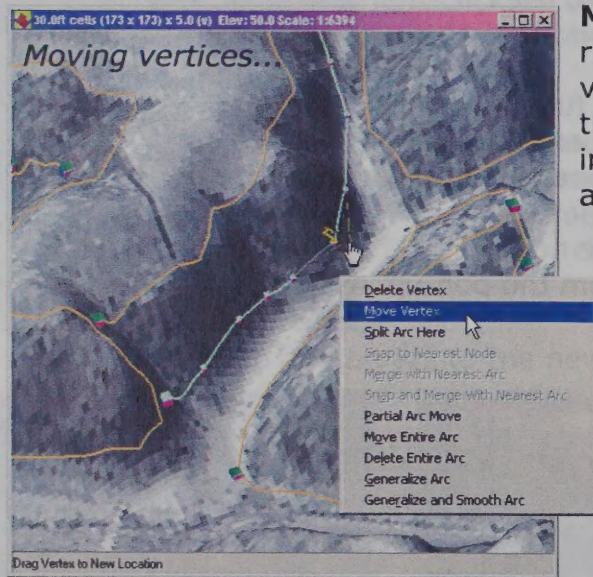 30.0ft cells (173 x 173) x 5.0 (v) Elev: 50.0 Scale: 1:6394
Moving vertices...
Delete Vertex
Move Vertex
Split Arc Here
Snap to Nearest Node
Merge with Nearest Arc
Snap and Merge With Nearest Arc
Partial Arc Move
Move Entire Arc
Delete Entire Arc
Generalize Arc
Generalize and Smooth Arc
Drag Vertex to New Location